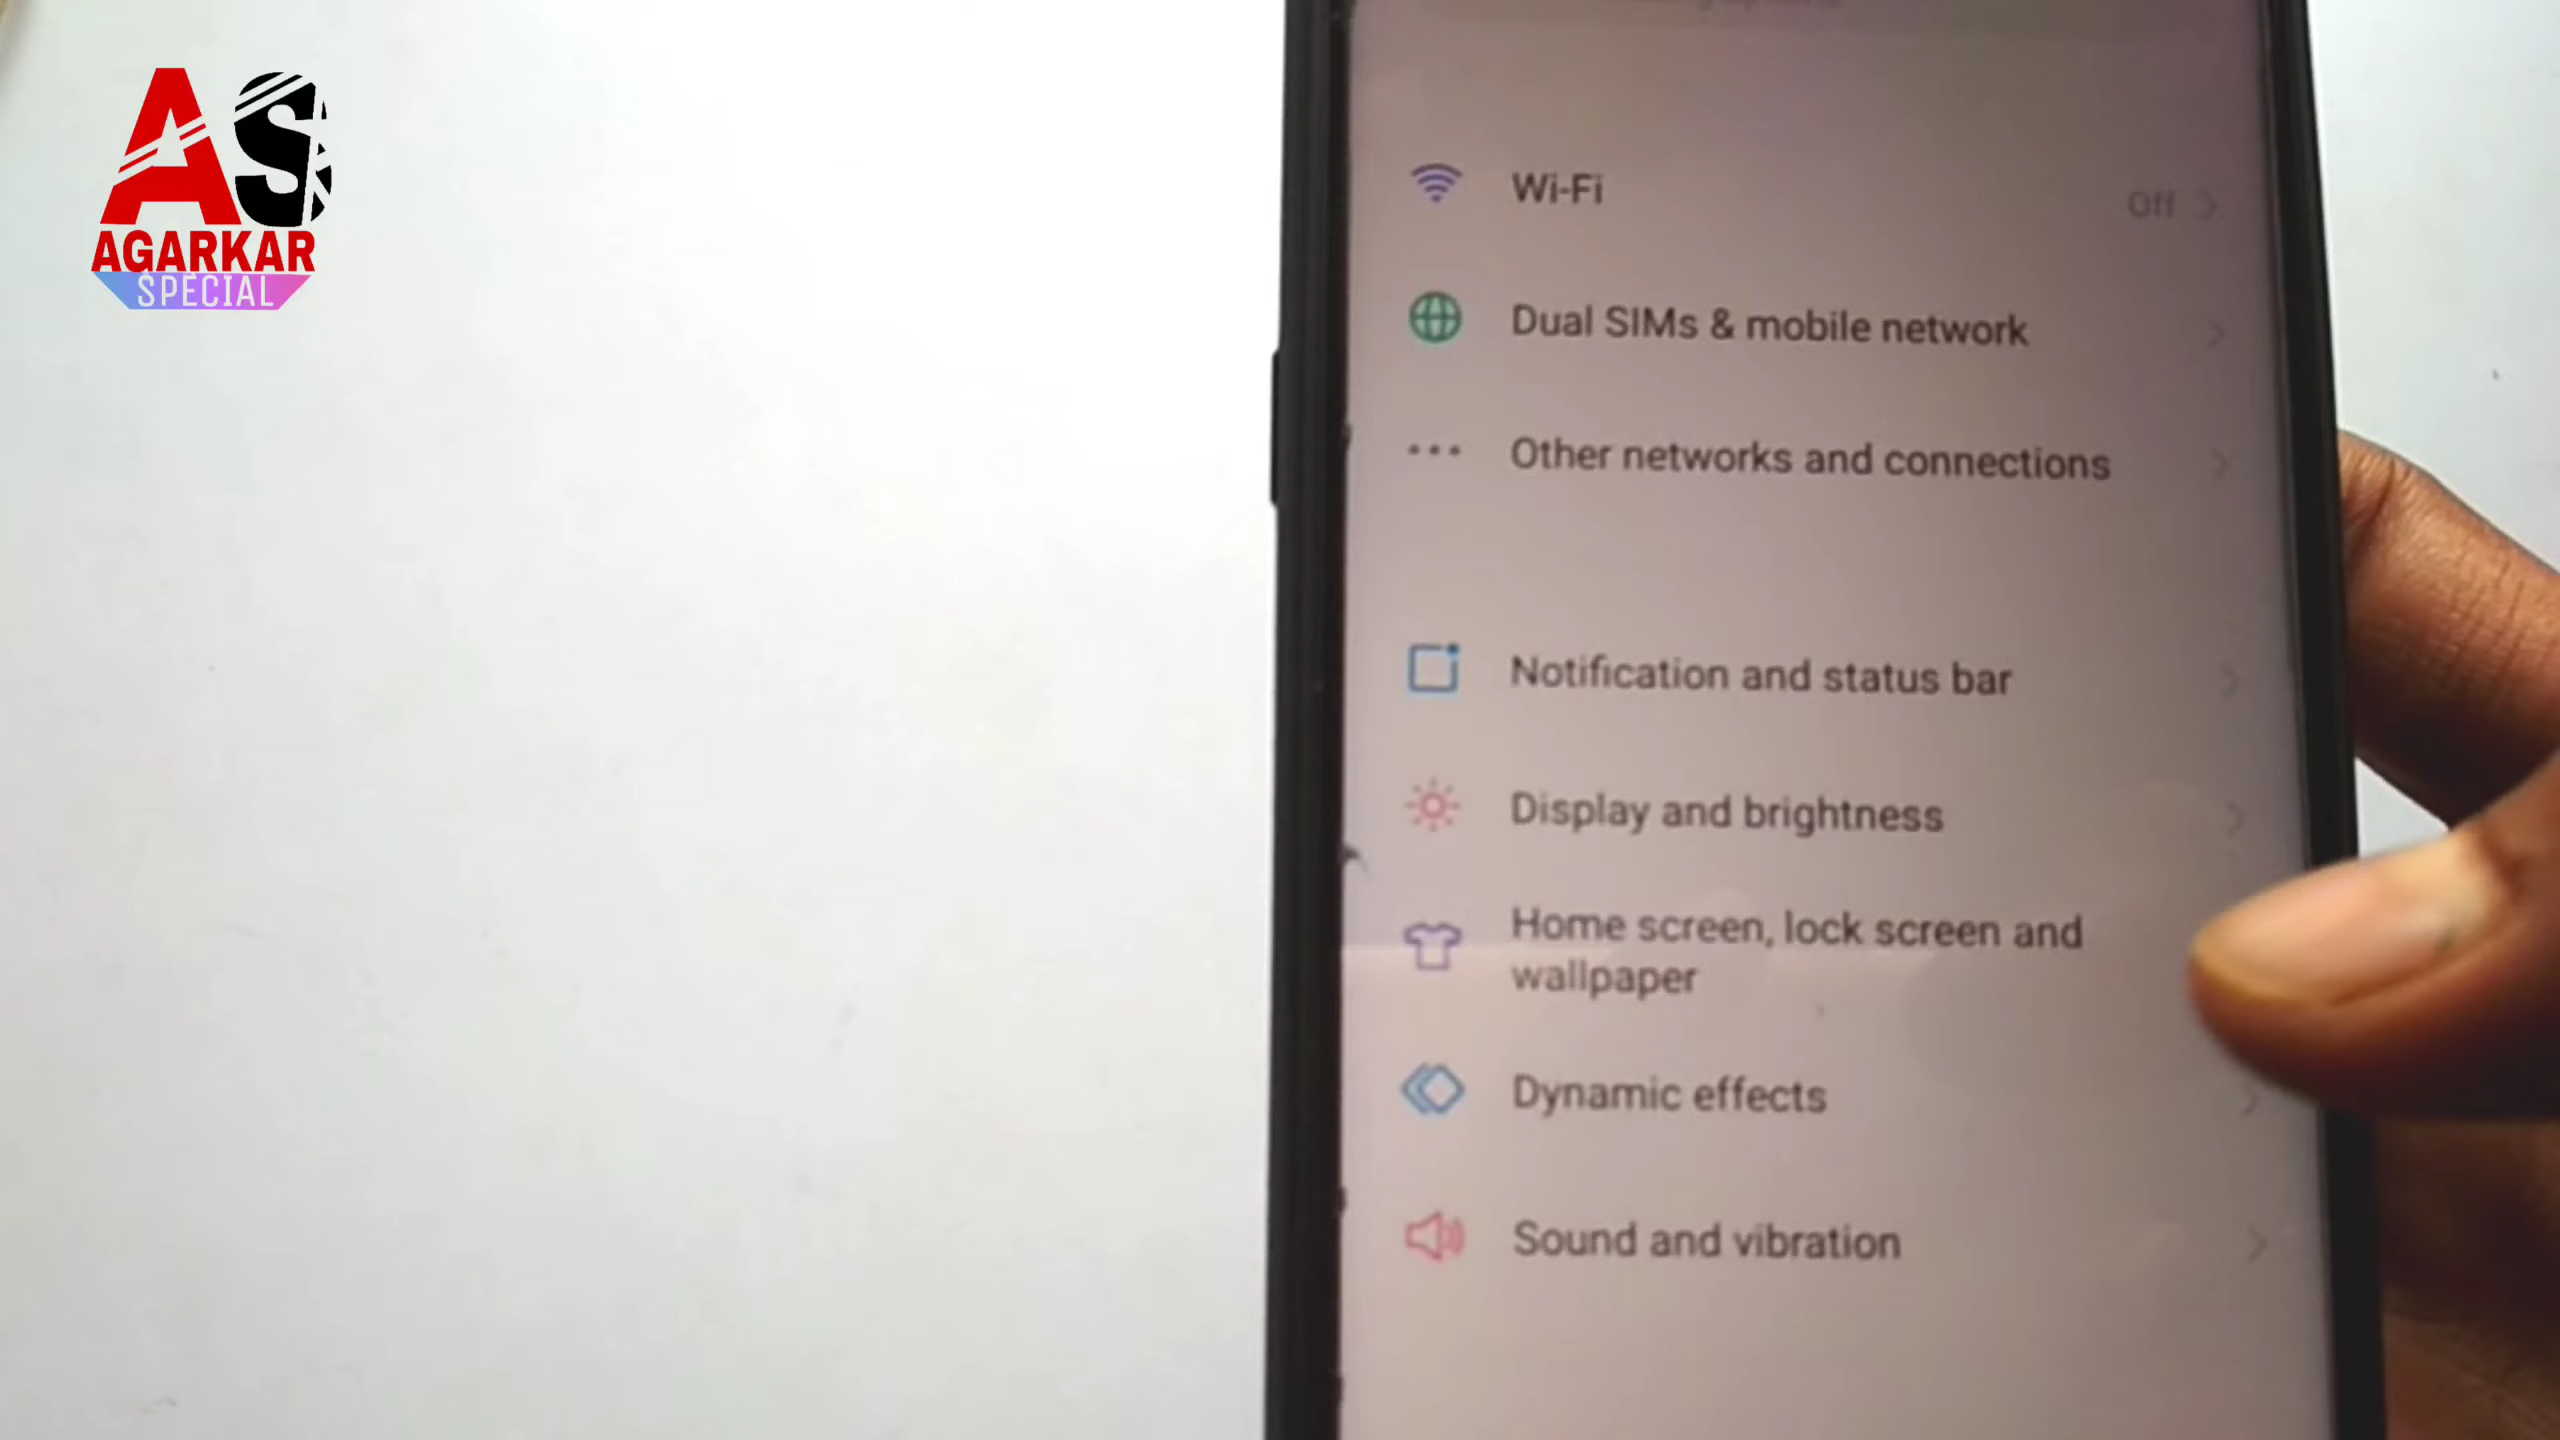 AS
AGARKAR
SPECIAL
Wi-Fi
Off
Dual SIMs & mobile network
Other networks and connections
Notification and status bar
Display and brightness
Home screen, lock screen and
wallpaper
Dynamic effects
Sound and vibration